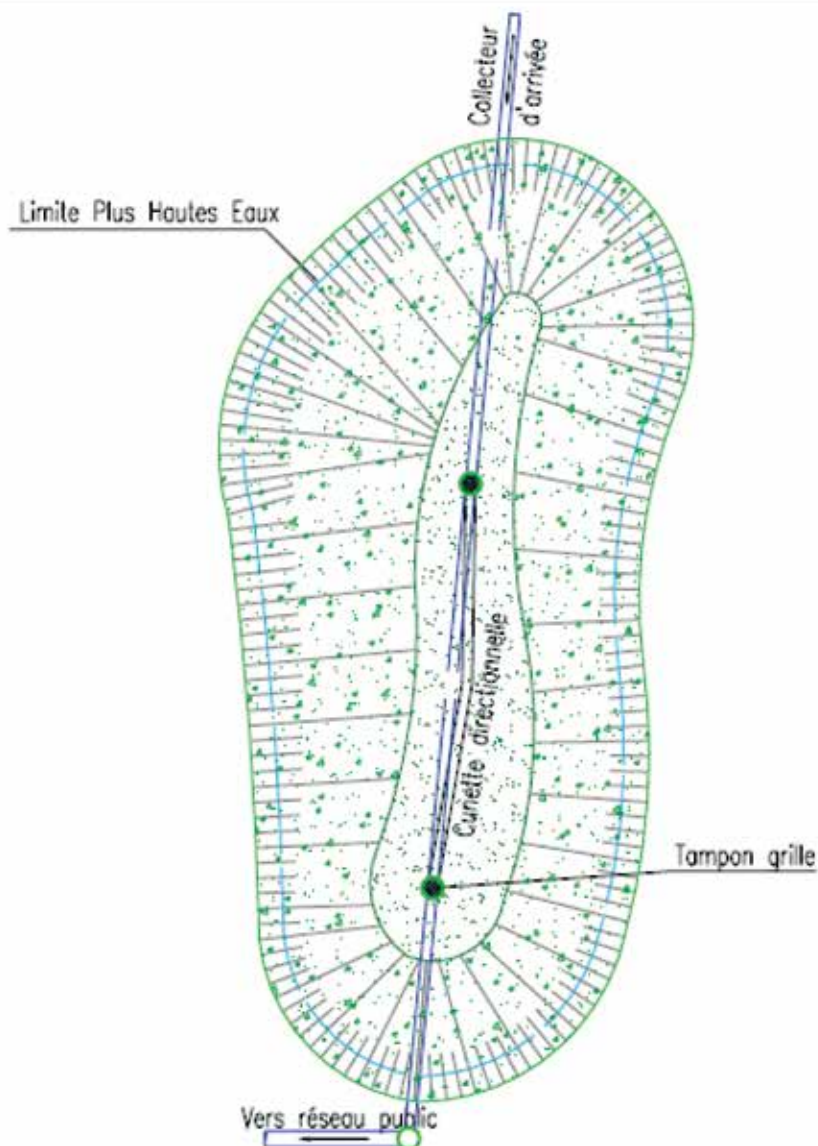 Collecteur
d'arrivée
Limite Plus Hautes Eaux
Cunette directionnelle
Tampon grille
Vers réseau public